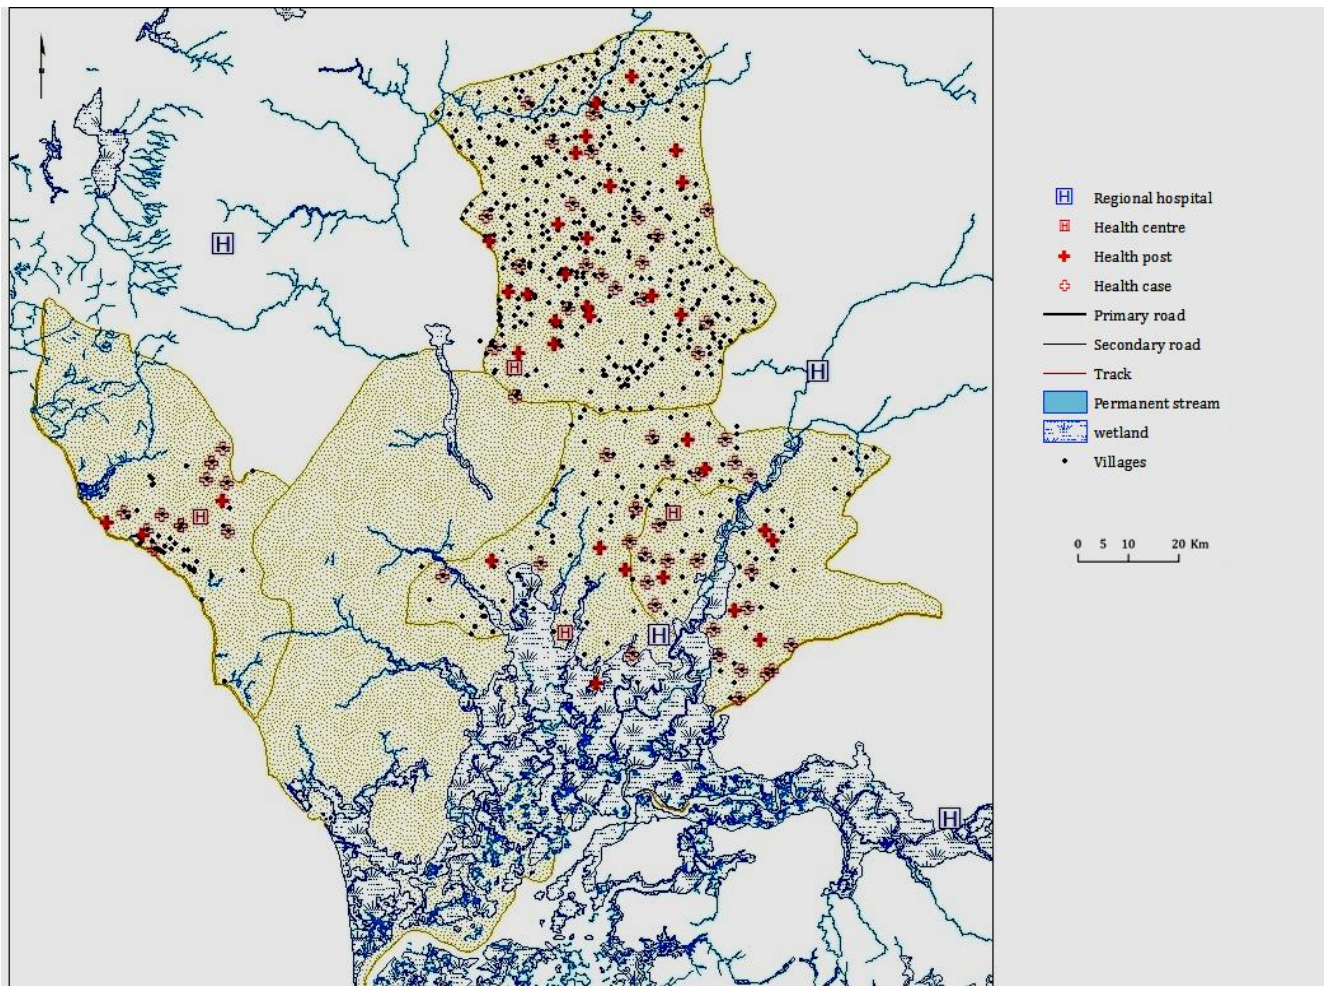 H
H
H
H
H
H
H
H
H Regional hospital
H Health centre
Health post
Health case
Primary road
Secondary road
Track
Permanent stream
wetland
Villages
0 5 10 20 Km